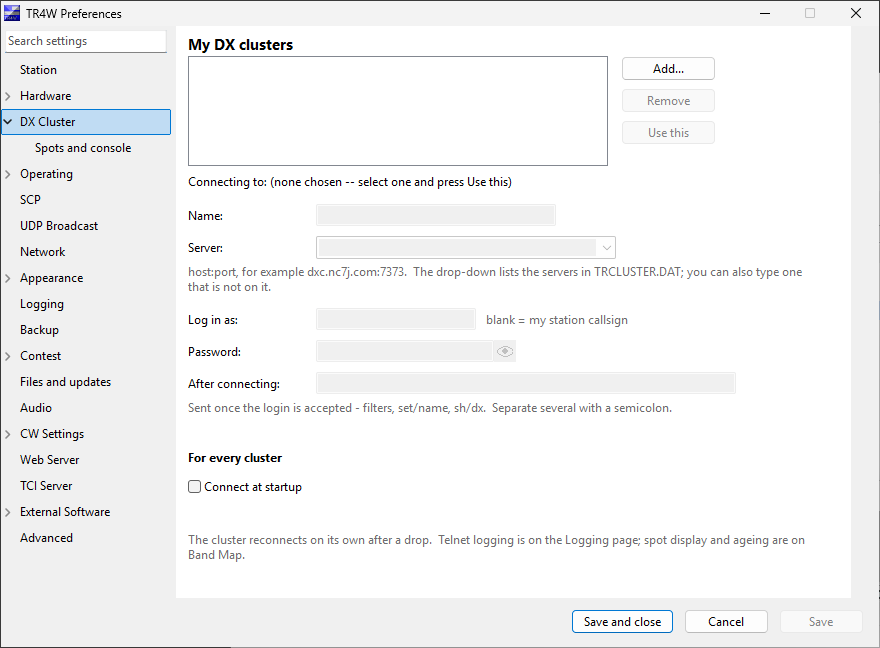 TR4W Preferences
Search settings
Station
Hardware
DX Cluster
Spots and console
Operating
SCP
UDP Broadcast
Network
Appearance
Logging
Backup
Contest
Files and updates
Audio
CW Settings
Web Server
TCI Server
External Software
Advanced
My DX clusters
Add...
Remove
Use this
Connecting to: (none chosen -- select one and press Use this)
Name:
Server:
host:port, for example dxc.nc7j.com:7373.  The drop-down lists the servers in TRCLUSTER.DAT; you can also type one
that is not on it.
Log in as:
blank = my station callsign
Password:
After connecting:
Sent once the login is accepted - filters, set/name, sh/dx.  Separate several with a semicolon.
For every cluster
Connect at startup
The cluster reconnects on its own after a drop.  Telnet logging is on the Logging page; spot display and ageing are on
Band Map.
Save and close
Cancel
Save